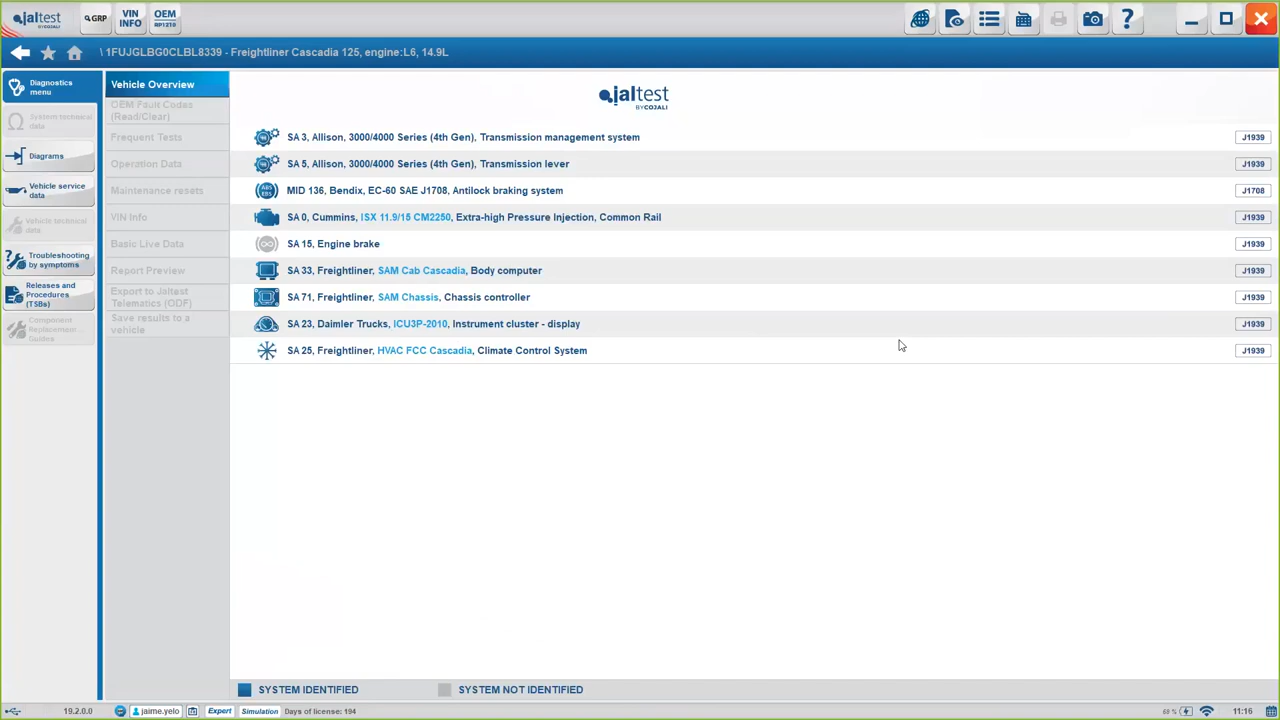 jaltest
BY COJALI
GRP
VIN INFO
OEM RP1210
\ 1FUJGLBG0CLBL8339 - Freightliner Cascadia 125, engine:L6, 14.9L
Diagnostics menu
System technical data
Diagrams
Vehicle service data
Vehicle technical data
Troubleshooting by symptoms
Releases and Procedures (TSBs)
Component Replacement Guides
Vehicle Overview
OEM Fault Codes (Read/Clear)
Frequent Tests
Operation Data
Maintenance resets
VIN Info
Basic Live Data
Report Preview
Export to Jaltest Telematics (ODF)
Save results to a vehicle
jaltest
BY COJALI
SA 3, Allison, 3000/4000 Series (4th Gen), Transmission management system J1939
SA 5, Allison, 3000/4000 Series (4th Gen), Transmission lever J1939
ABS EBS
MID 136, Bendix, EC-60 SAE J1708, Antilock braking system J1708
SA 0, Cummins, ISX 11.9/15 CM2250, Extra-high Pressure Injection, Common Rail J1939
SA 15, Engine brake J1939
SA 33, Freightliner, SAM Cab Cascadia, Body computer J1939
SA 71, Freightliner, SAM Chassis, Chassis controller J1939
SA 23, Daimler Trucks, ICU3P-2010, Instrument cluster - display J1939
SA 25, Freightliner, HVAC FCC Cascadia, Climate Control System J1939
SYSTEM IDENTIFIED SYSTEM NOT IDENTIFIED
19.2.0.0 jaime.yelo Expert Simulation Days of license: 194 11:16